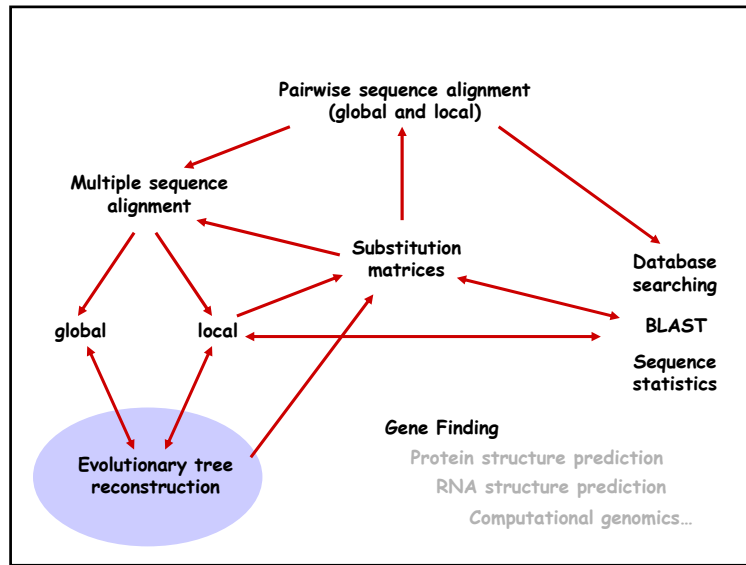 Pairwise sequence alignment
(global and local)
Multiple sequence
alignment
Substitution
matrices
Database
searching
global
local
BLAST
Sequence
statistics
Evolutionary tree
reconstruction
Gene Finding
Protein structure prediction
RNA structure prediction
Computational genomics…